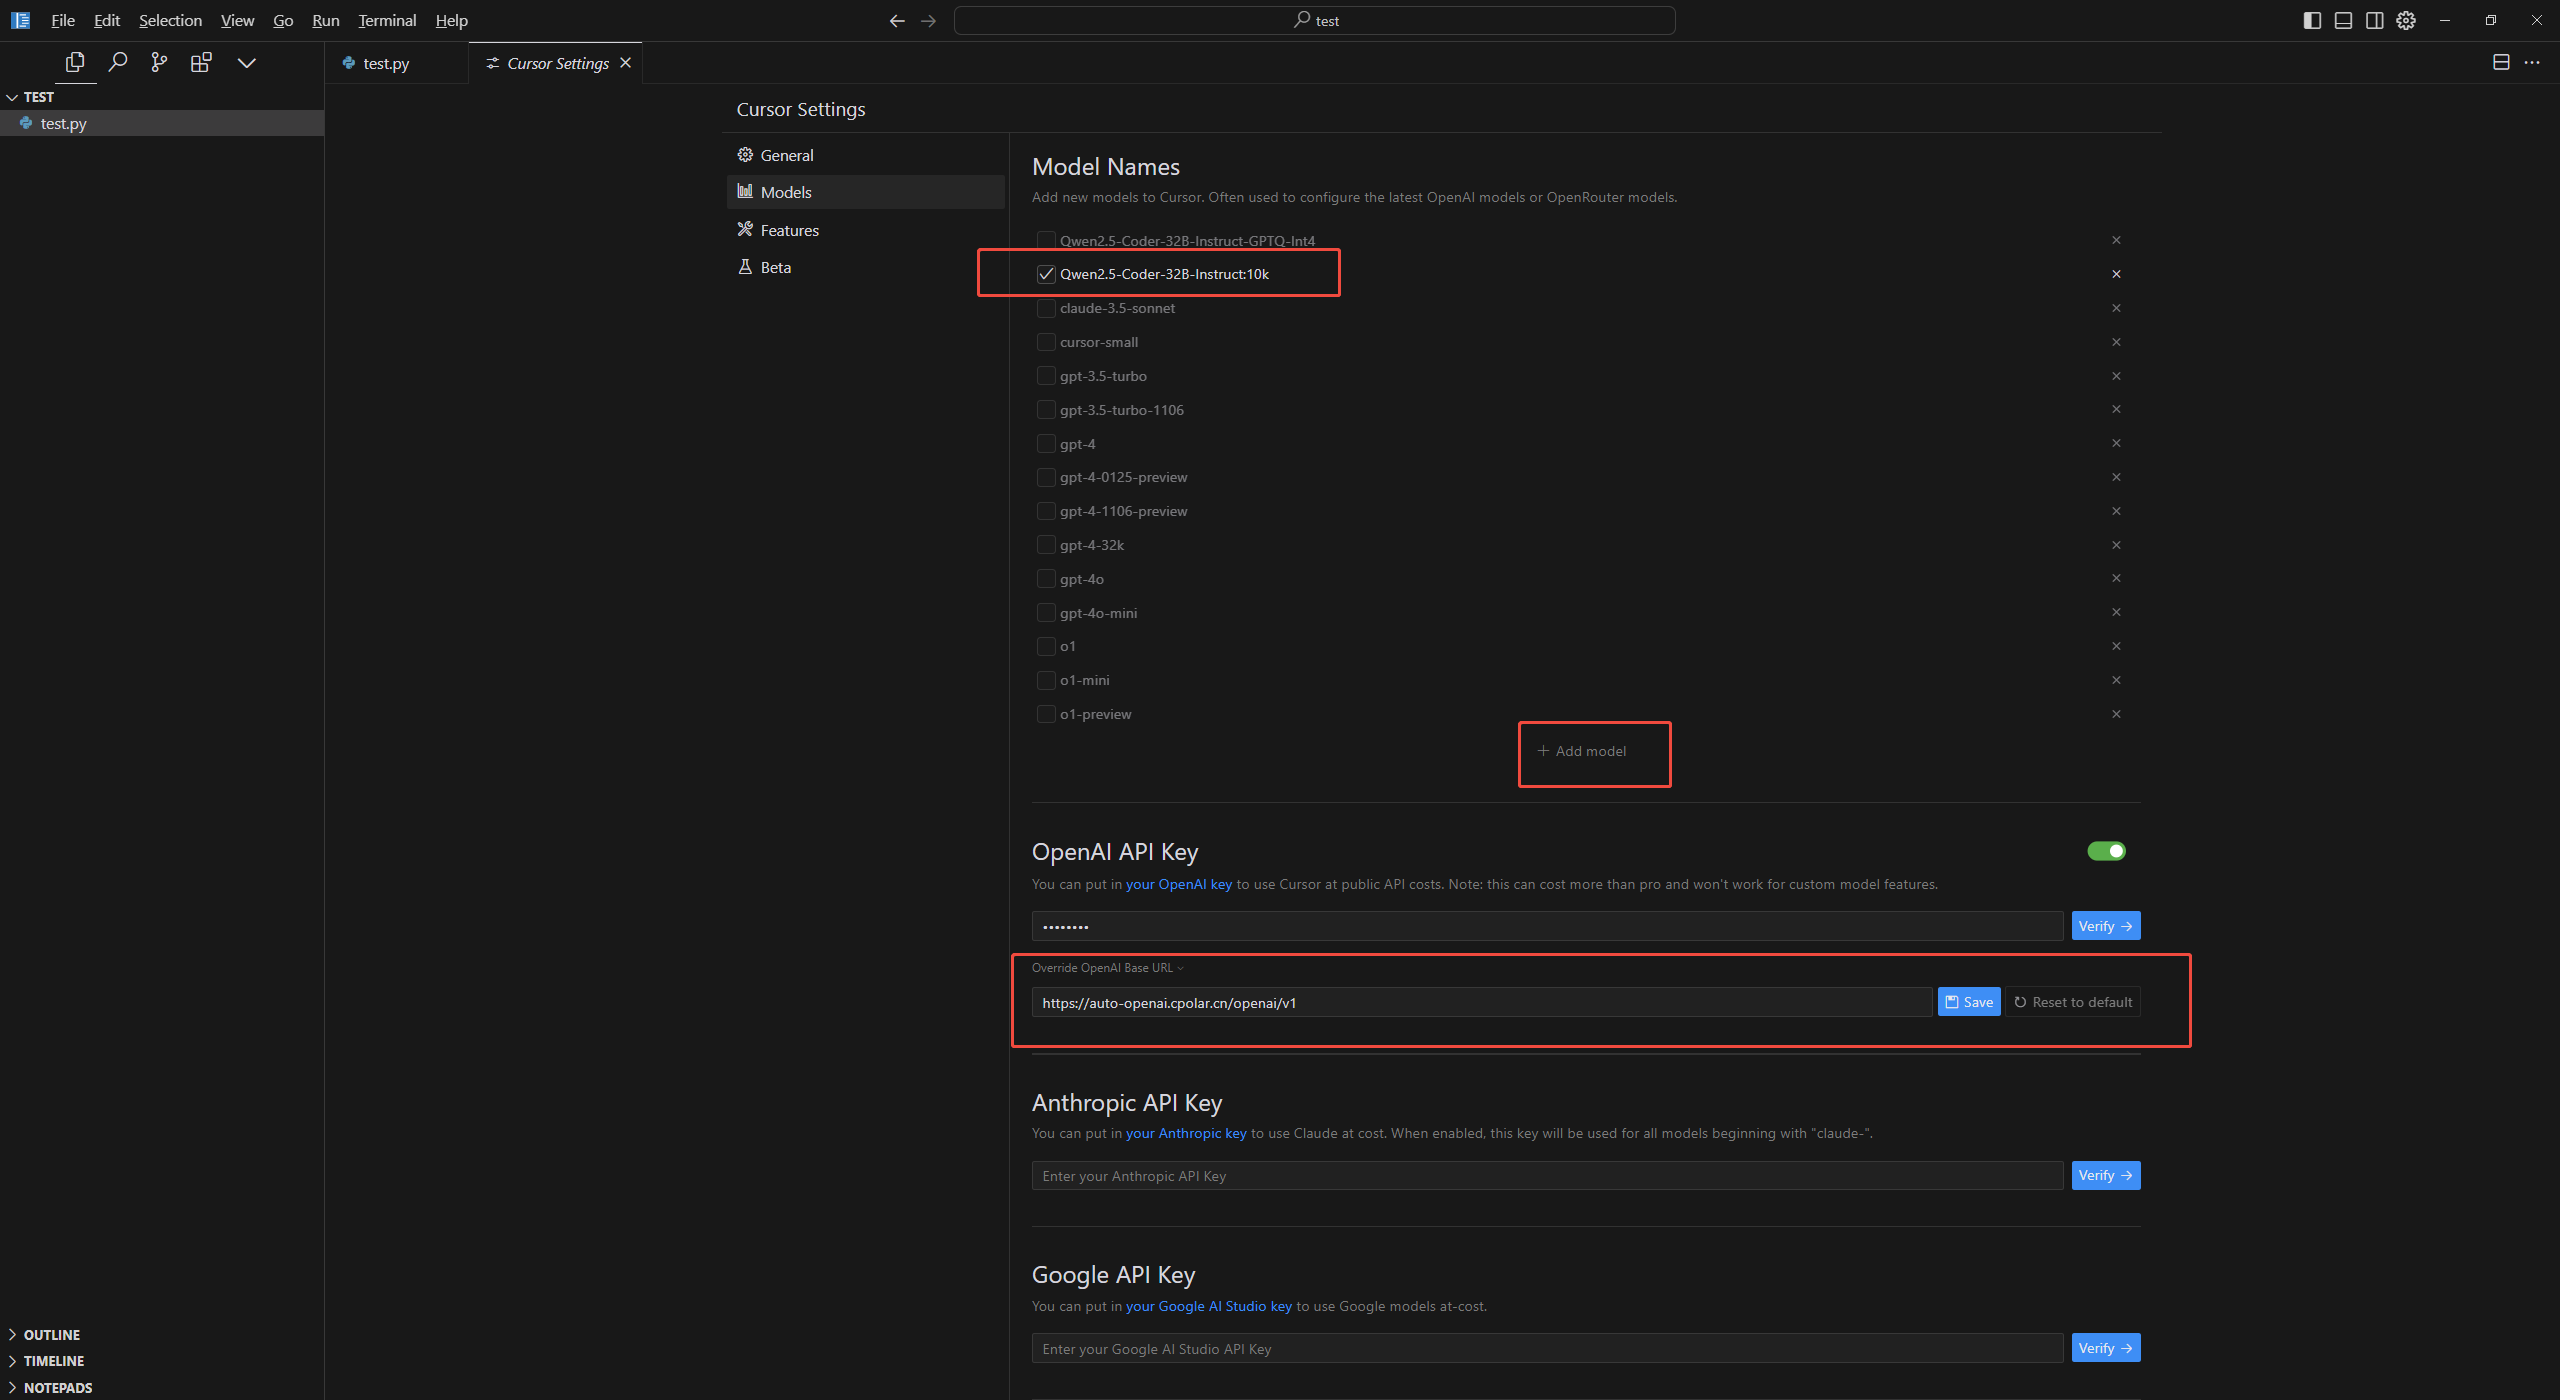 File Edit Selection View Go Run Terminal Help
test
test.py
Cursor Settings
TEST
test.py
Cursor Settings
General
Models
Features
Beta
Model Names
Add new models to Cursor. Often used to configure the latest OpenAI models or OpenRouter models.
Qwen2.5-Coder-32B-Instruct-GPTQ-Int4
Qwen2.5-Coder-32B-Instruct:10k
claude-3.5-sonnet
cursor-small
gpt-3.5-turbo
gpt-3.5-turbo-1106
gpt-4
gpt-4-0125-preview
gpt-4-1106-preview
gpt-4-32k
gpt-4o
gpt-4o-mini
o1
o1-mini
o1-preview
+ Add model
OpenAI API Key
You can put in your OpenAI key to use Cursor at public API costs. Note: this can cost more than pro and won't work for custom model features.
••••••••
Verify →
Override OpenAI Base URL
https://auto-openai.cpolar.cn/openai/v1
Save
Reset to default
Anthropic API Key
You can put in your Anthropic key to use Claude at cost. When enabled, this key will be used for all models beginning with "claude-".
Enter your Anthropic API Key
Verify →
Google API Key
You can put in your Google AI Studio key to use Google models at-cost.
Enter your Google AI Studio API Key
Verify →
OUTLINE
TIMELINE
NOTEPADS